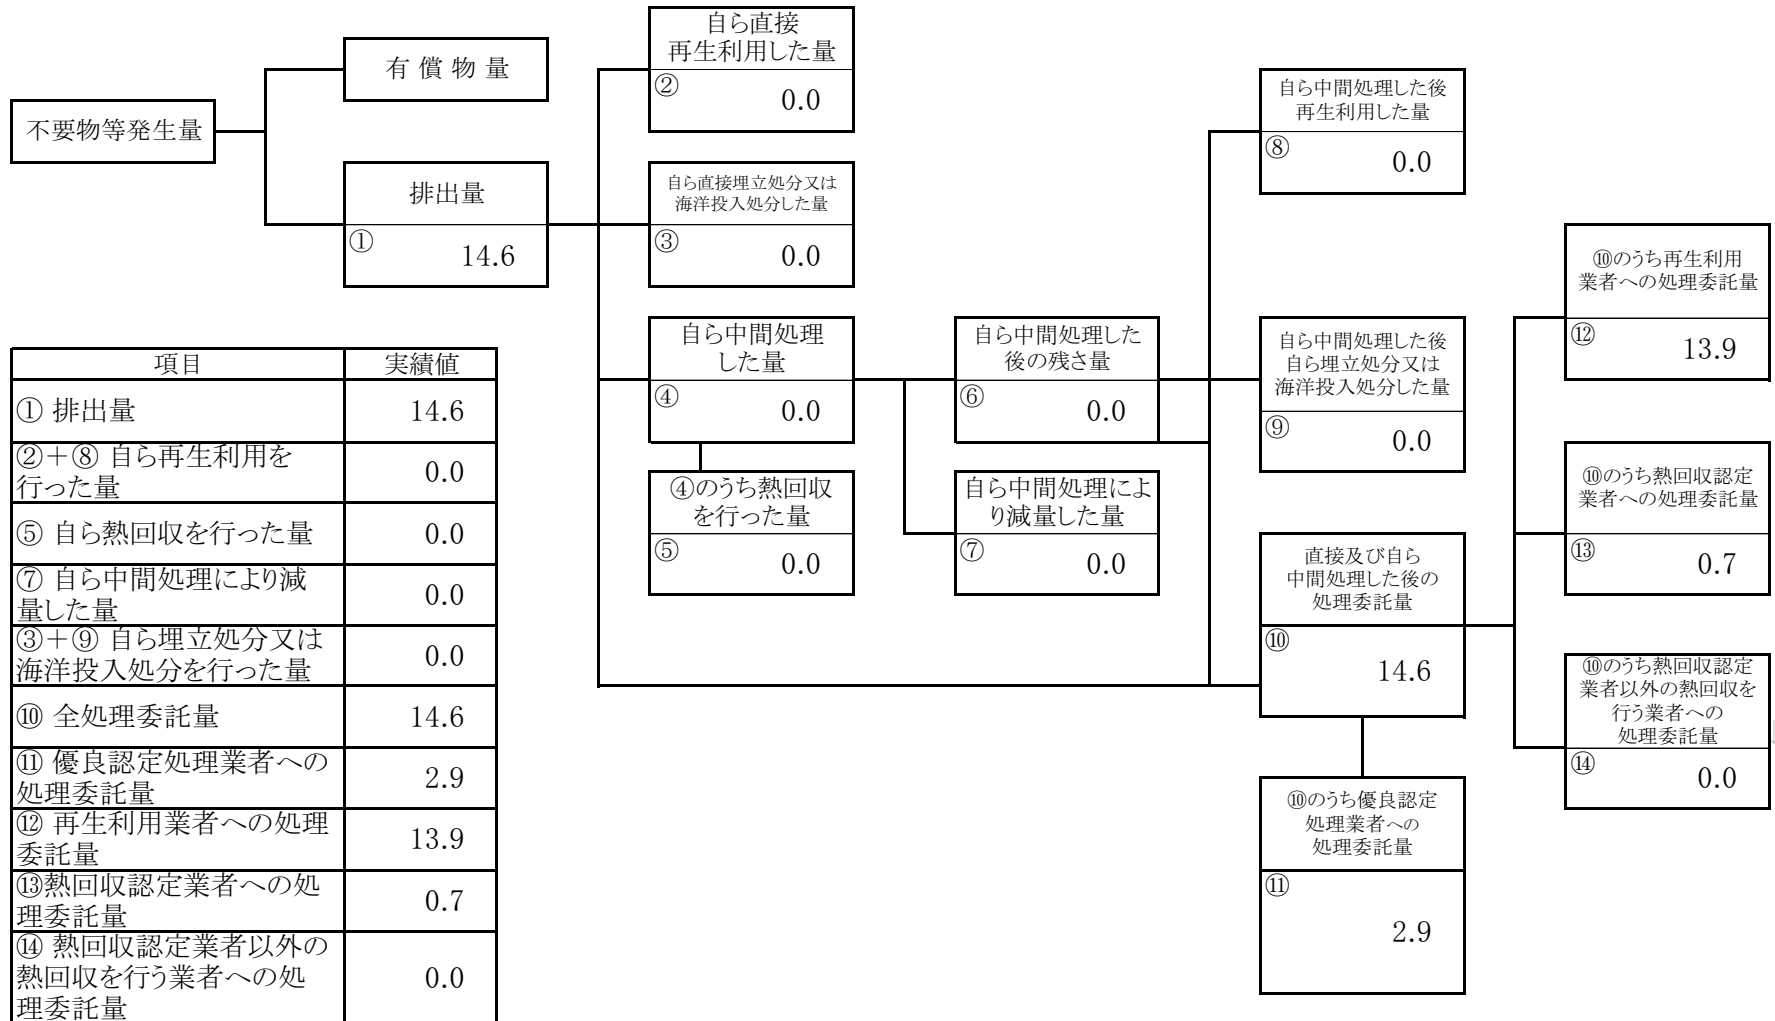 不要物等発生量
有 償 物 量
排出量
①
14.6
自ら直接
再生利用した量
②
0.0
自ら直接埋立処分又は
海洋投入処分した量
③
0.0
自ら中間処理
した量
④
0.0
④のうち熱回収
を行った量
⑤
0.0
自ら中間処理した
後の残さ量
⑥
0.0
自ら中間処理によ
り減量した量
⑦
0.0
自ら中間処理した後
再生利用した量
⑧
0.0
自ら中間処理した後
自ら埋立処分又は
海洋投入処分した量
⑨
0.0
直接及び自ら
中間処理した後の
処理委託量
⑩
14.6
⑩のうち優良認定
処理業者への
処理委託量
⑪
2.9
⑩のうち再生利用
業者への処理委託量
⑫
13.9
⑩のうち熱回収認定
業者への処理委託量
⑬
0.7
⑩のうち熱回収認定
業者以外の熱回収を
行う業者への
処理委託量
⑭
0.0
項目 実績値
① 排出量 14.6
②＋⑧ 自ら再生利用を
行った量
0.0
⑤ 自ら熱回収を行った量 0.0
⑦ 自ら中間処理により減
量した量
0.0
③＋⑨ 自ら埋立処分又は
海洋投入処分を行った量
0.0
⑩ 全処理委託量 14.6
⑪ 優良認定処理業者への
処理委託量
2.9
⑫ 再生利用業者への処理
委託量
13.9
⑬熱回収認定業者への処
理委託量
0.7
⑭ 熱回収認定業者以外の
熱回収を行う業者への処
理委託量
0.0